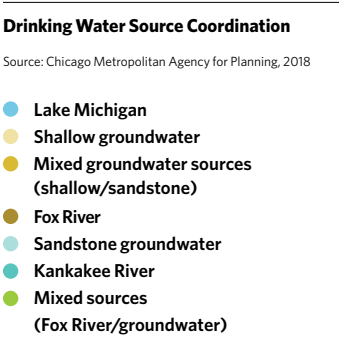 Drinking Water Source Coordination
Source: Chicago Metropolitan Agency for Planning, 2018
Lake Michigan
Shallow groundwater
Mixed groundwater sources
(shallow/sandstone)
Fox River
Sandstone groundwater
Kankakee River
Mixed sources
(Fox River/groundwater)